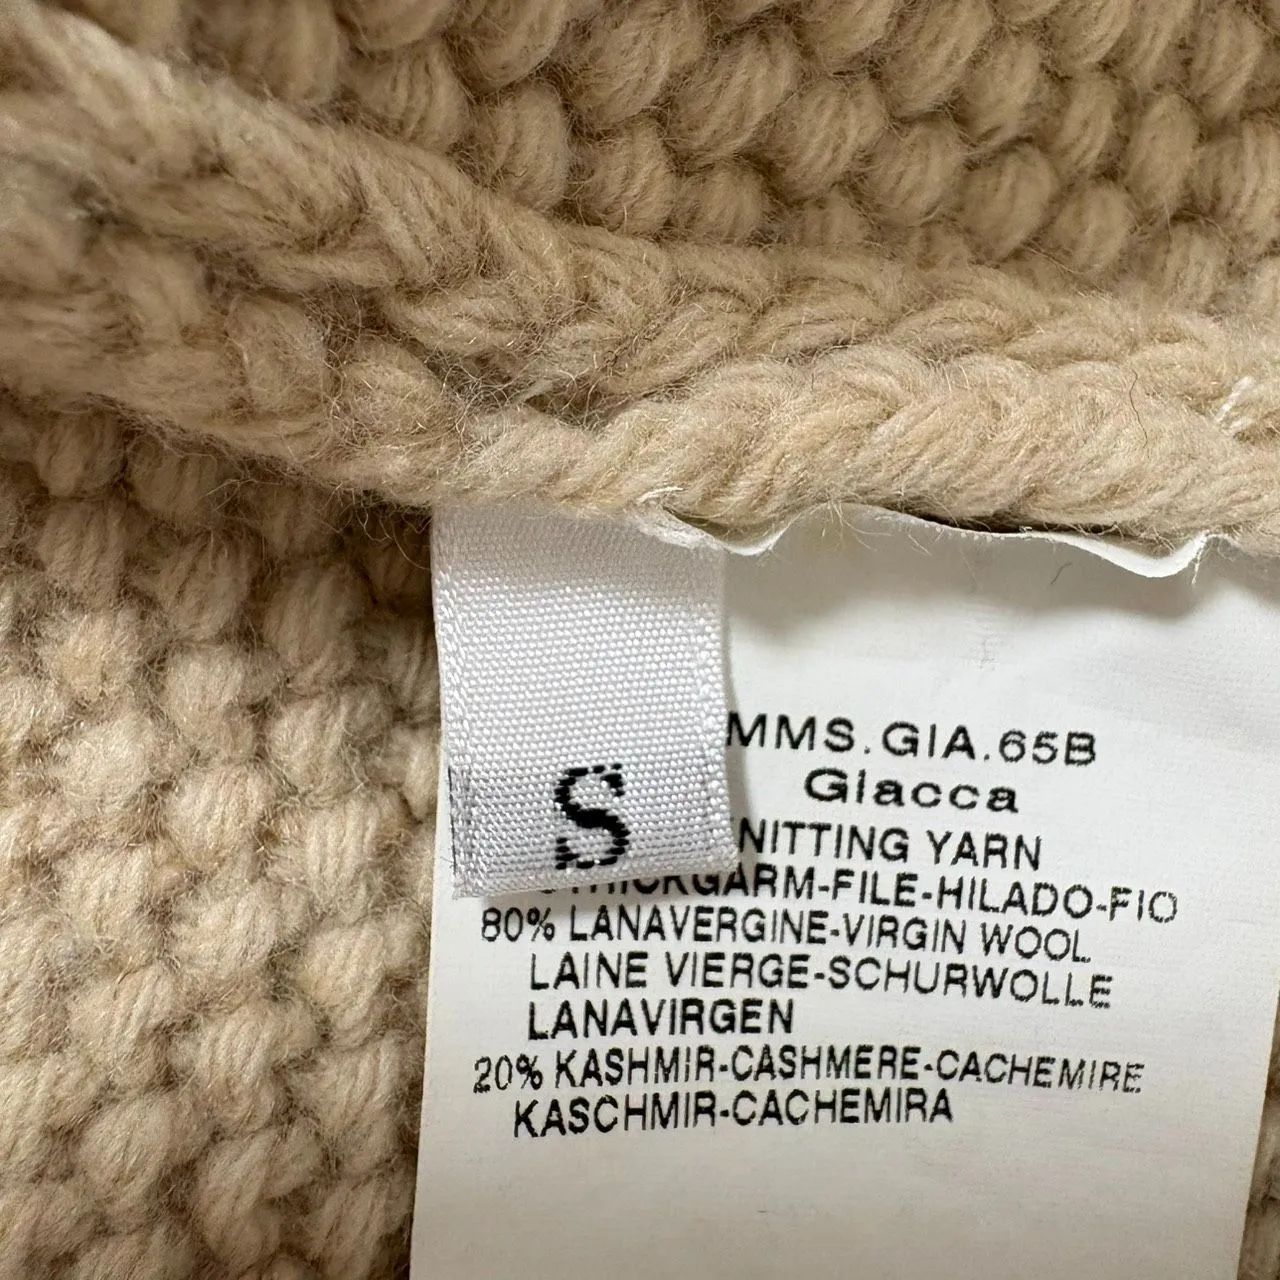 S
MMS.GIA.65B
Giacca
NITTING YARN
STRICKGARM-FILE-HILADO-FIO
80% LANAVERGINE-VIRGIN WOOL
LAINE VIERGE-SCHURWOLLE
LANAVIRGEN
20% KASHMIR-CASHMERE-CACHEMIRE
KASCHMIR-CACHEMIRA